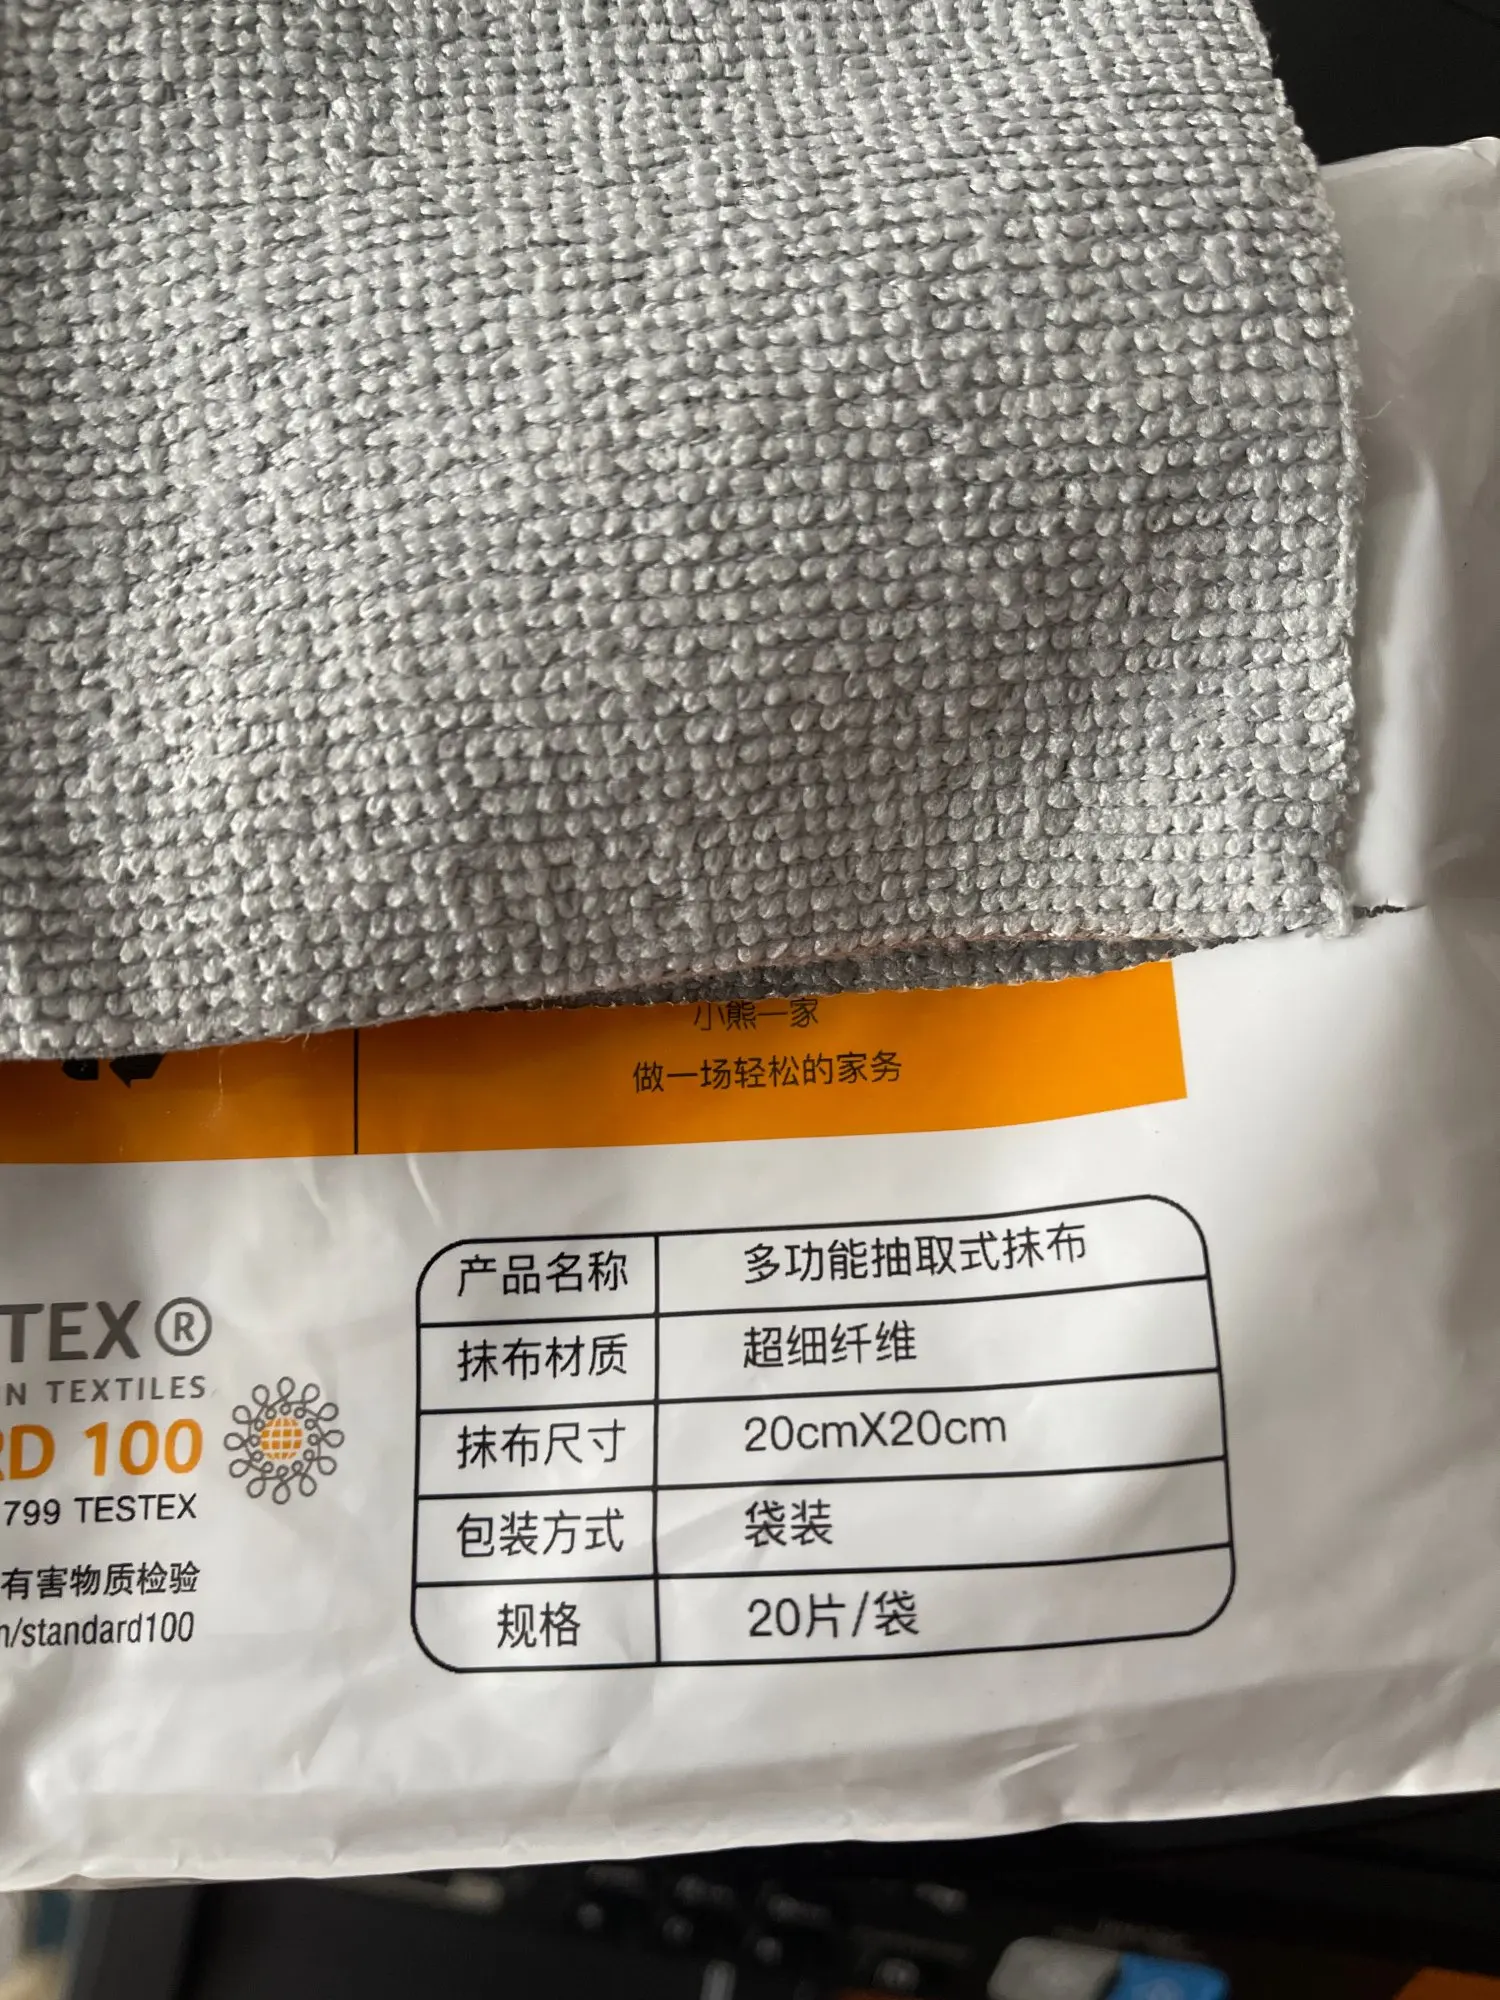 小熊一家
做一场轻松的家务
产品名称 多功能抽取式抹布
抹布材质 超细纤维
抹布尺寸 20cmX20cm
包装方式 袋装
规格 20片/袋
TEX®
N TEXTILES
RD 100
799 TESTEX
有害物质检验
/standard100